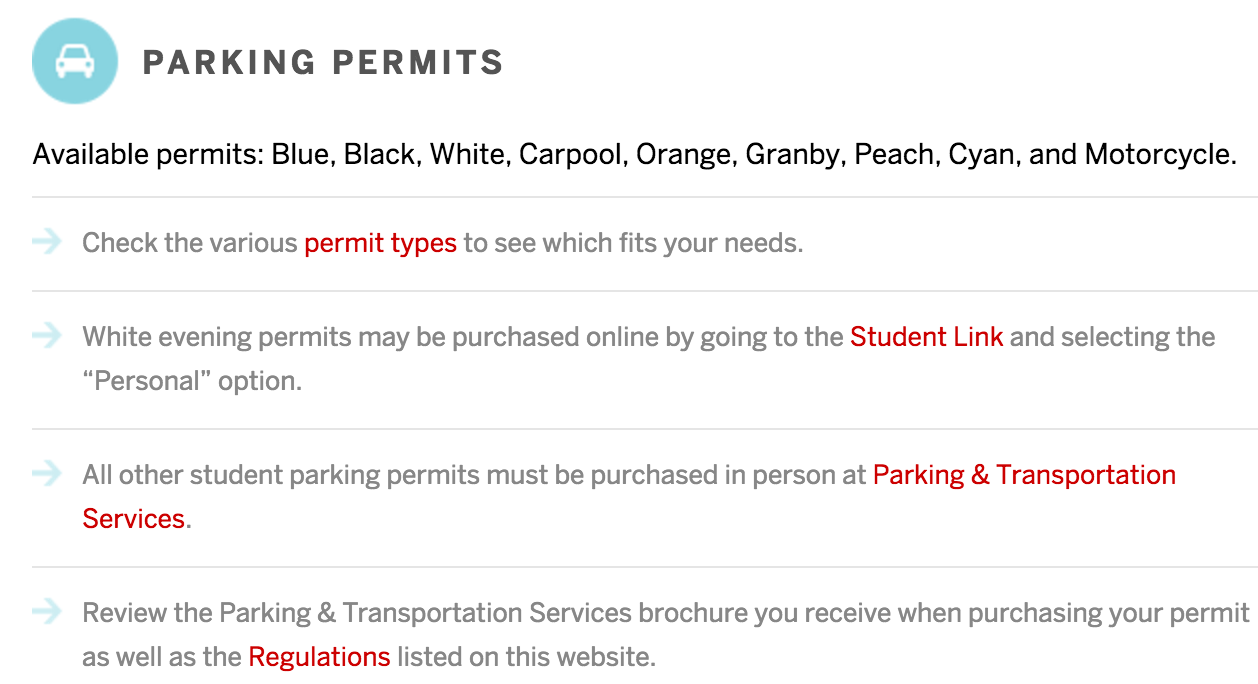 PARKING PERMITS
Available permits: Blue, Black, White, Carpool, Orange, Granby, Peach, Cyan, and Motorcycle.
Check the various permit types to see which fits your needs.
White evening permits may be purchased online by going to the Student Link and selecting the
“Personal” option.
All other student parking permits must be purchased in person at Parking & Transportation
Services.
Review the Parking & Transportation Services brochure you receive when purchasing your permit
as well as the Regulations listed on this website.